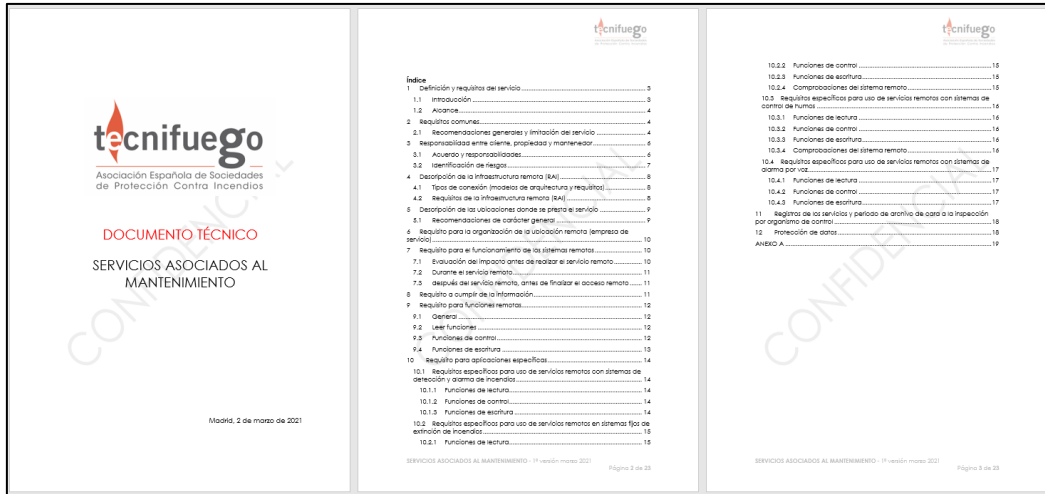 tecnifuego
Asociación Española de Sociedades
de Protección Contra Incendios
DOCUMENTO TÉCNICO
SERVICIOS ASOCIADOS AL
MANTENIMIENTO
CONFIDENCIAL
Madrid, 2 de marzo de 2021
tecnifuego
Asociación Española de Sociedades
de Protección Contra Incendios
Índice
1 Definición y requisitos del servicio 3
1.1 Introducción 3
1.2 Alcance 4
2 Requisitos comunes 4
2.1 Recomendaciones generales y limitación del servicio 4
3 Responsabilidad entre cliente, propiedad y mantenedor 6
3.1 Acuerdo y responsabilidades 6
3.2 Identificación de riesgos 7
4 Descripción de la infraestructura remota (RAI) 8
4.1 Tipos de conexión (modelos de arquitectura y requisitos) 8
4.2 Requisitos de la infraestructura remota (RAI) 8
5 Descripción de las ubicaciones donde se presta el servicio 9
5.1 Recomendaciones de carácter general 9
6 Requisito para la organización de la ubicación remota (empresa de
servicio) 10
7 Requisito para el funcionamiento de los sistemas remotos 10
7.1 Evaluación del impacto antes de realizar el servicio remoto 10
7.2 Durante el servicio remoto 11
7.3 después del servicio remoto, antes de finalizar el acceso remoto 11
8 Requisito a cumplir de la información 11
9 Requisito para funciones remotas 12
9.1 General 12
9.2 Leer funciones 12
9.3 Funciones de control 12
9.4 Funciones de escritura 13
10 Requisito para aplicaciones específicas 14
10.1 Requisitos específicos para uso de servicios remotos con sistemas de
detección y alarma de incendios 14
10.1.1 Funciones de lectura 14
10.1.2 Funciones de control 14
10.1.3 Funciones de escritura 14
10.2 Requisitos específicos para uso de servicios remotos en sistemas fijos de
extinción de incendios 15
10.2.1 Funciones de lectura 15
CONFIDENCIAL
SERVICIOS ASOCIADOS AL MANTENIMIENTO - 1ª versión marzo 2021
Página 2 de 23
tecnifuego
Asociación Española de Sociedades
de Protección Contra Incendios
10.2.2 Funciones de control 15
10.2.3 Funciones de escritura 15
10.2.4 Comprobaciones del sistema remoto 15
10.3 Requisitos específicos para uso de servicios remotos con sistemas de
control de humos 16
10.3.1 Funciones de lectura 16
10.3.2 Funciones de control 16
10.3.3 Funciones de escritura 16
10.3.4 Comprobaciones del sistema remoto 16
10.4 Requisitos específicos para uso de servicios remotos con sistemas de
alarma por voz 17
10.4.1 Funciones de lectura 17
10.4.2 Funciones de control 17
10.4.3 Funciones de escritura 17
11 Registros de los servicios y periodo de archivo de cara a la inspección
por organismo de control 18
12 Protección de datos 18
ANEXO A 19
CONFIDENCIAL
SERVICIOS ASOCIADOS AL MANTENIMIENTO - 1ª versión marzo 2021
Página 3 de 23